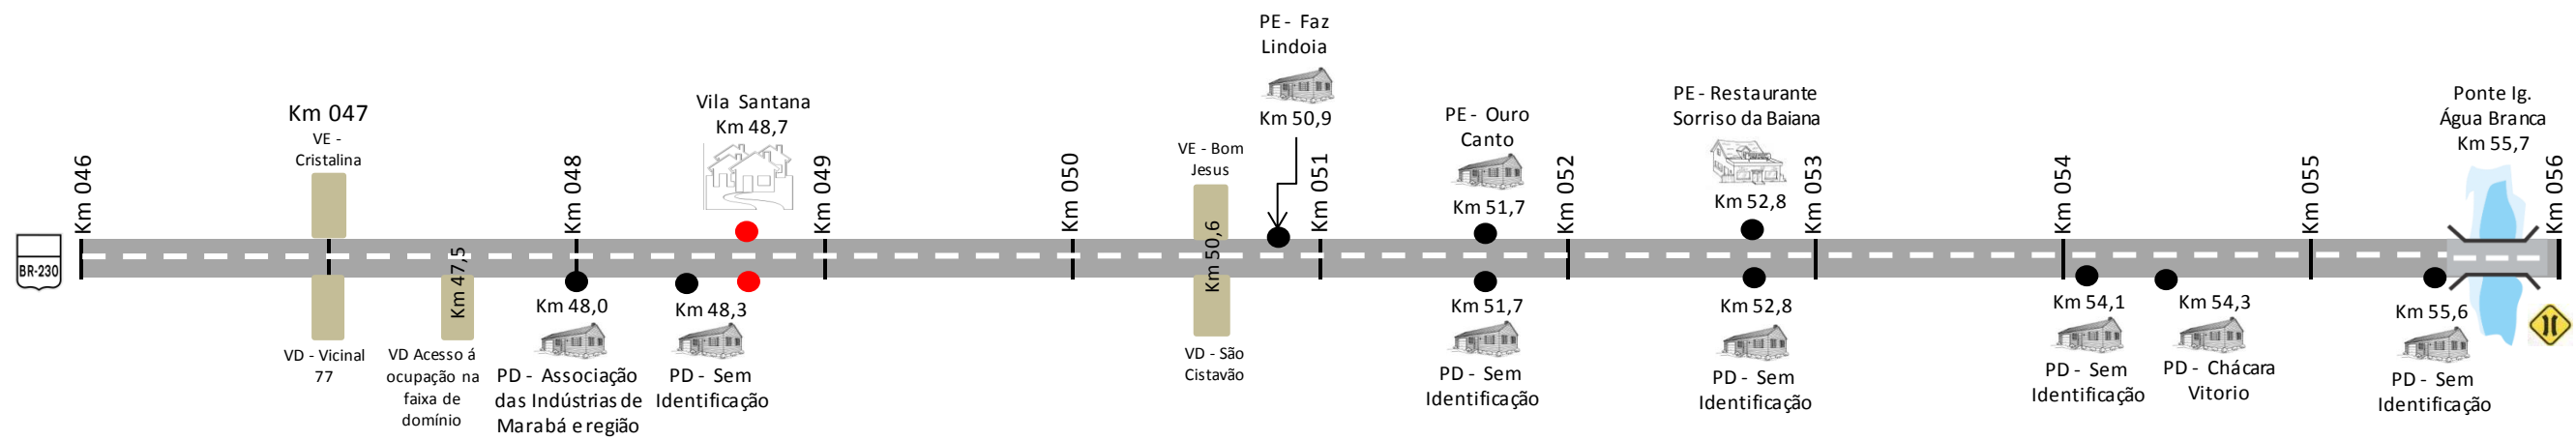 BR-230
Km 046
Km 047
VE -
Cristalina
VD - Vicinal
77
Km 47,5
VD Acesso á
ocupação na
faixa de
domínio
Km 048
Km 48,0
PD - Associação
das Indústrias de
Marabá e região
Km 48,3
PD - Sem
Identificação
Vila Santana
Km 48,7
Km 049
Km 050
VE - Bom
Jesus
Km 50,6
VD - São
Cistavão
PE - Faz
Lindoia
Km 50,9
Km 051
PE - Ouro
Canto
Km 51,7
Km 51,7
PD - Sem
Identificação
Km 052
PE - Restaurante
Sorriso da Baiana
Km 52,8
Km 52,8
PD - Sem
Identificação
Km 053
Km 054
Km 54,1
PD - Sem
Identificação
Km 54,3
PD - Chácara
Vitorio
Km 055
Km 55,6
PD - Sem
Identificação
Ponte Ig.
Água Branca
Km 55,7
Km 056